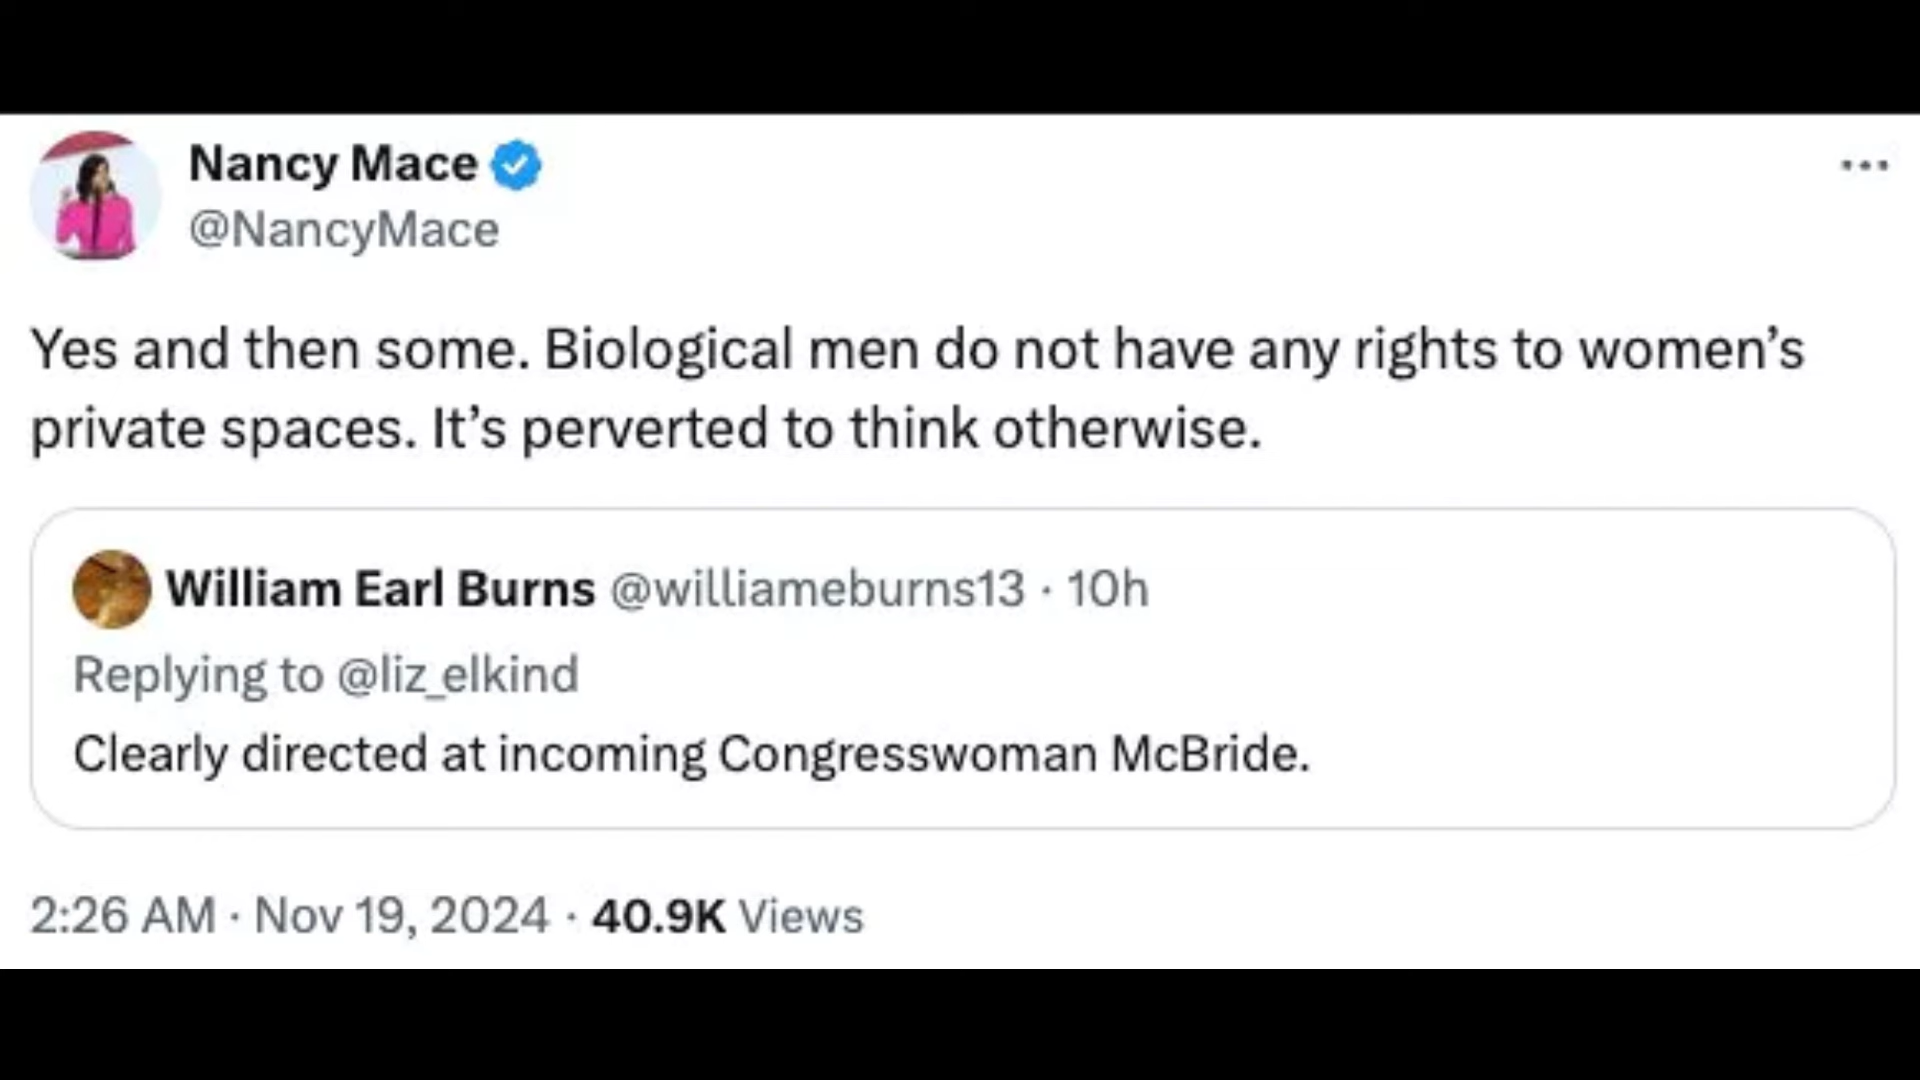 Nancy Mace
@NancyMace
Yes and then some. Biological men do not have any rights to women’s
private spaces. It’s perverted to think otherwise.
William Earl Burns @williameburns13 · 10h
Replying to @liz_elkind
Clearly directed at incoming Congresswoman McBride.
2:26 AM · Nov 19, 2024 · 40.9K Views